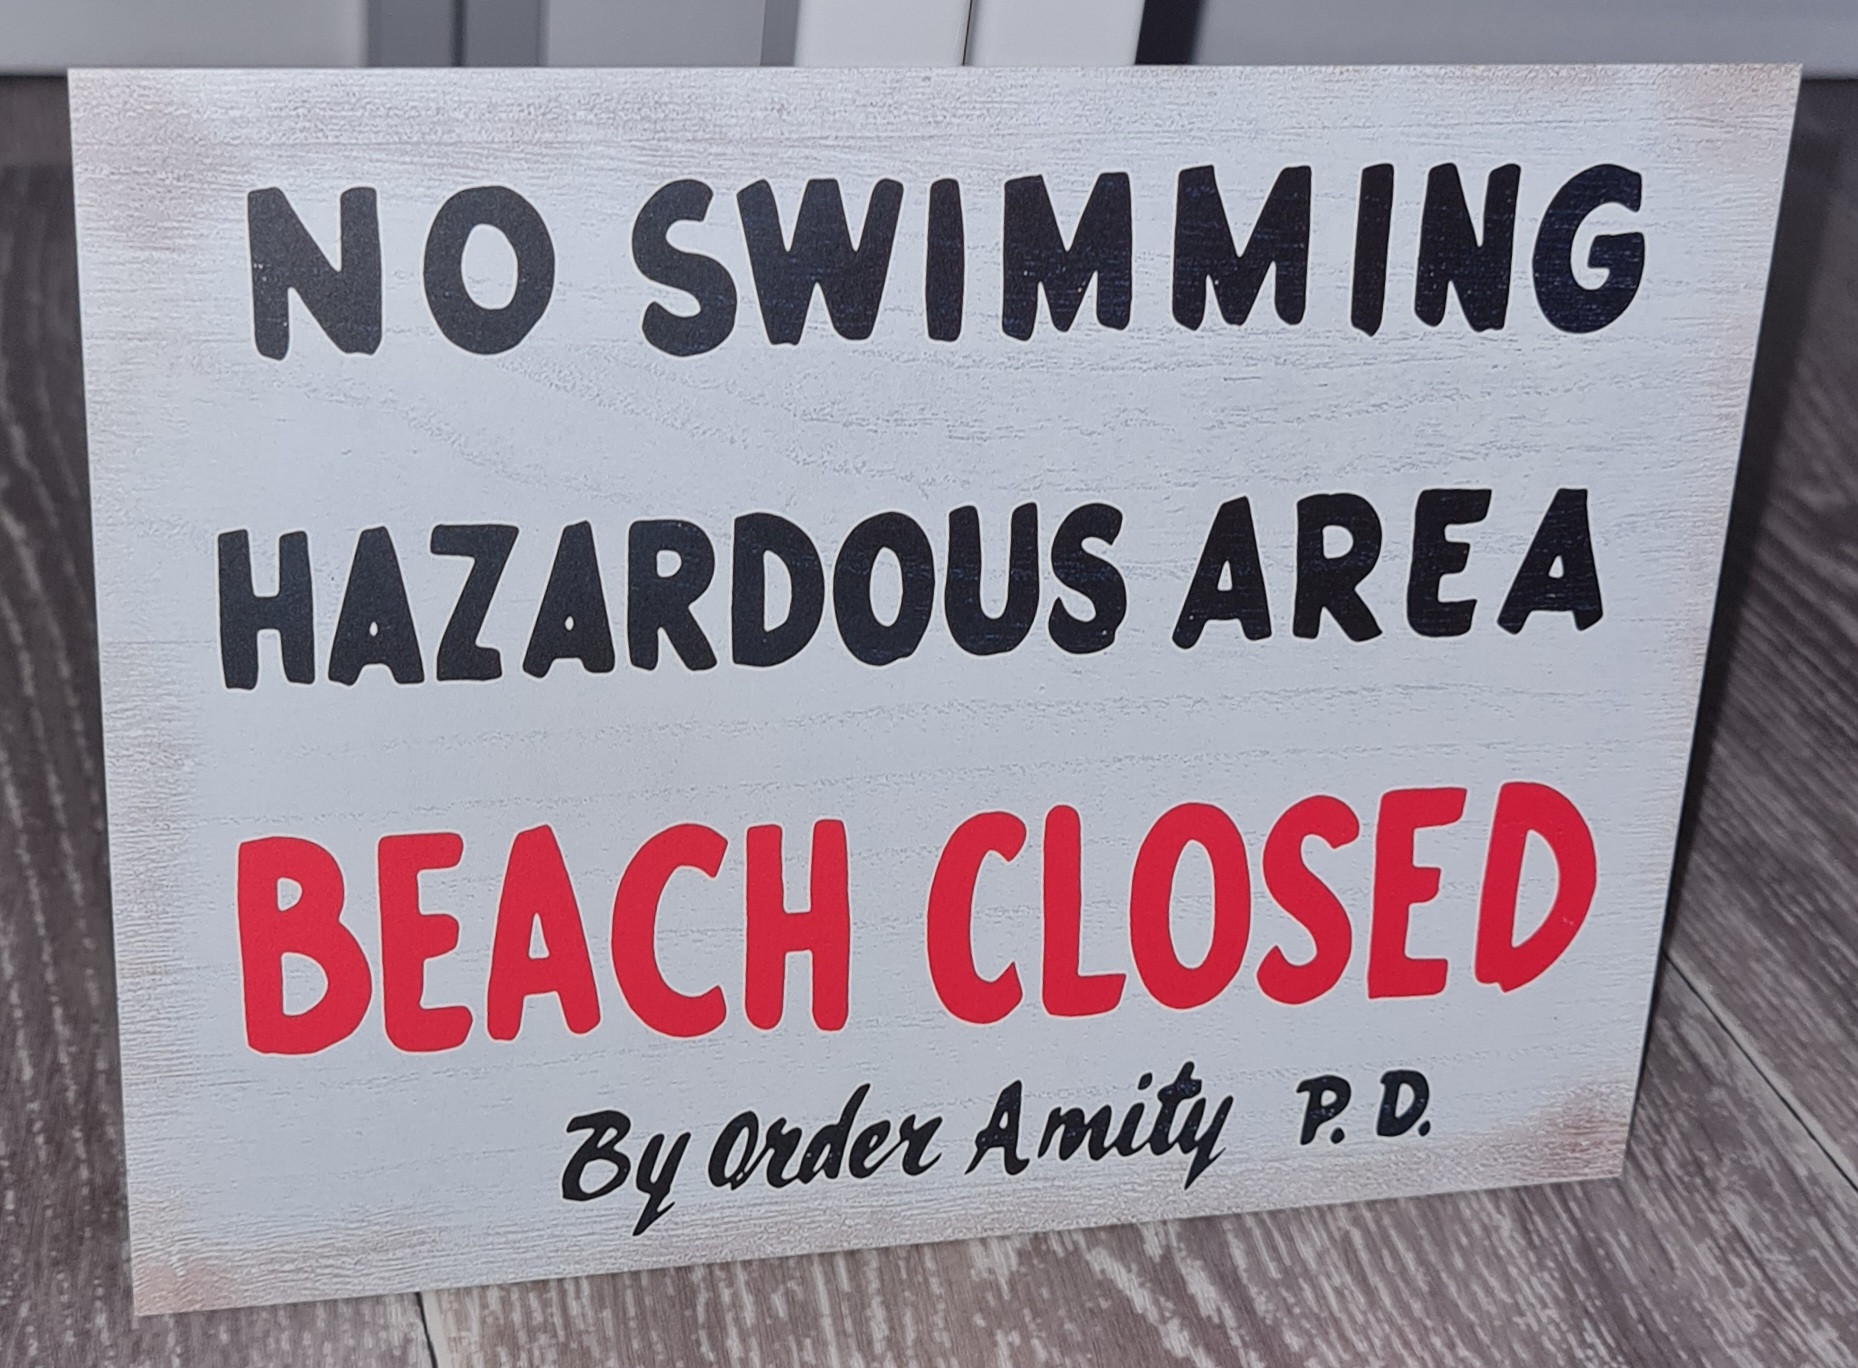 NO SWIMMING
HAZARDOUS AREA
BEACH CLOSED
By Order Amity P. D.